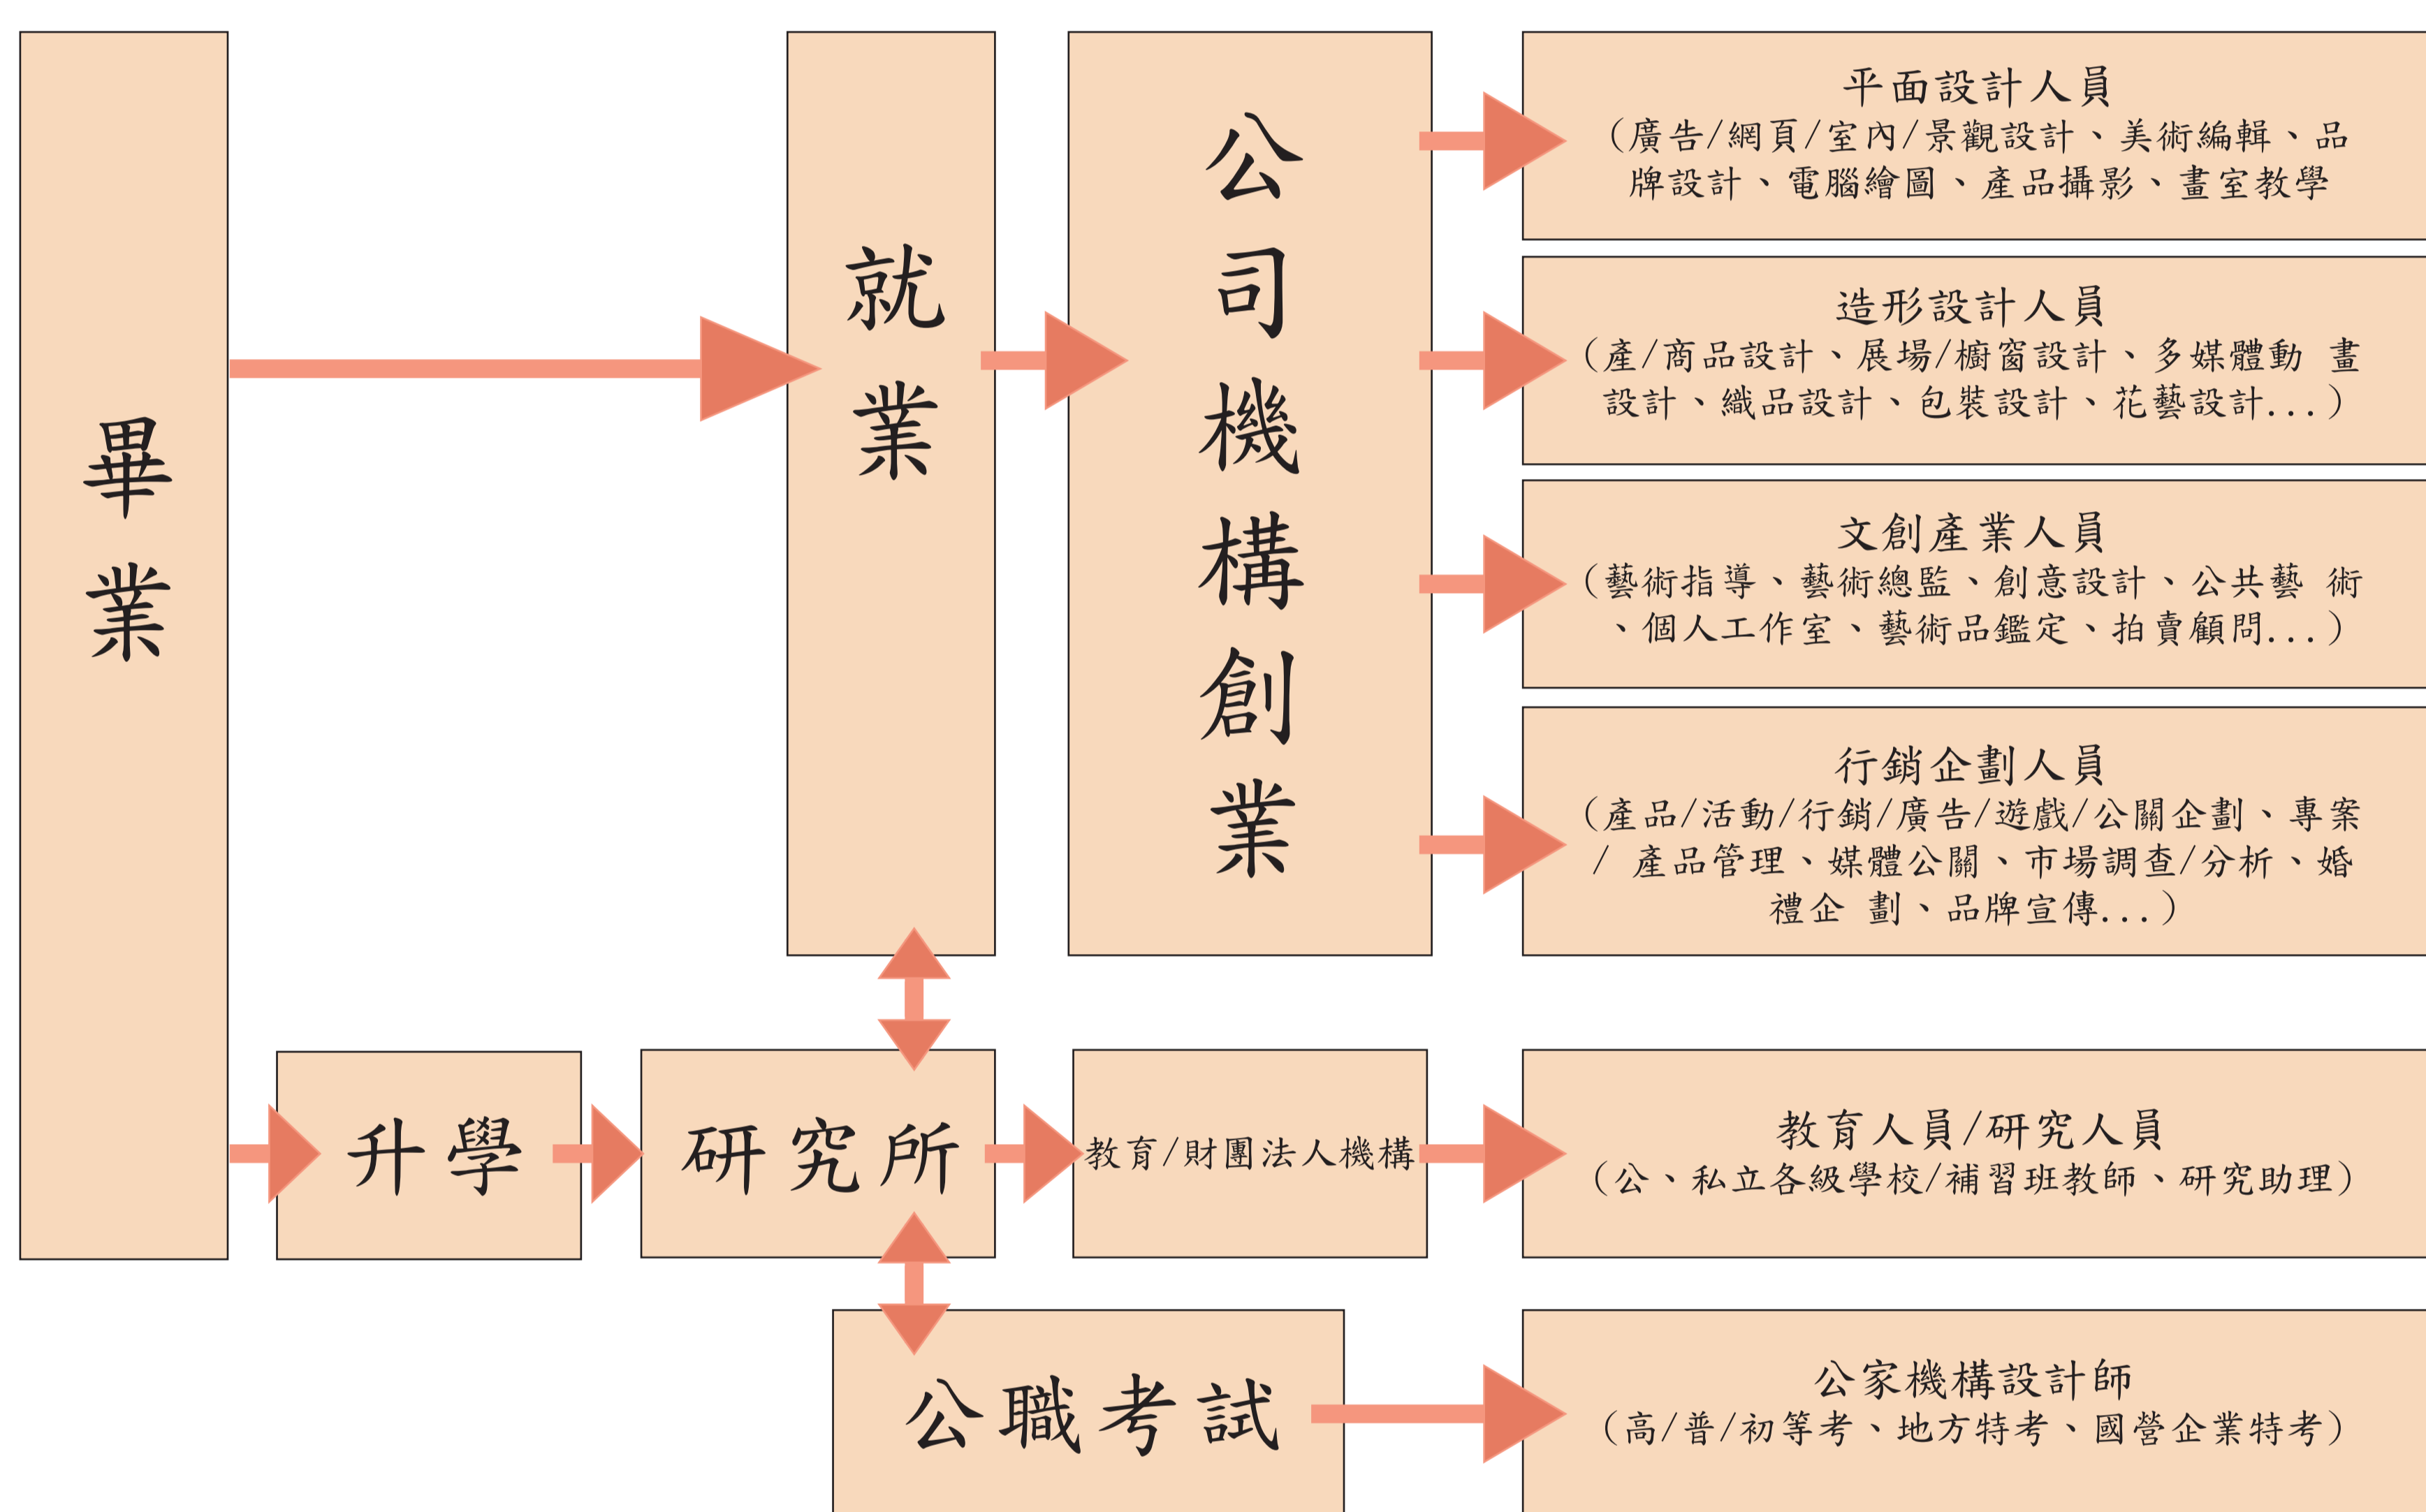 畢業
就業
公司機構創業
平面設計人員
（廣告/網頁/室內/景觀設計、美術編輯、品
牌設計、電腦繪圖、產品攝影、畫室教學
造形設計人員
（產/商品設計、展場/櫥窗設計、多媒體動 畫
設計、織品設計、包裝設計、花藝設計...）
文創產業人員
（藝術指導、藝術總監、創意設計、公共藝 術
、個人工作室、藝術品鑑定、拍賣顧問...）
行銷企劃人員
（產品/活動/行銷/廣告/遊戲/公關企劃、專案
/ 產品管理、媒體公關、市場調查/分析、婚
禮企 劃、品牌宣傳...）
升學
研究所
教育/財團法人機構
教育人員/研究人員
（公、私立各級學校/補習班教師、研究助理）
公職考試
公家機構設計師
（高/普/初等考、地方特考、國營企業特考）